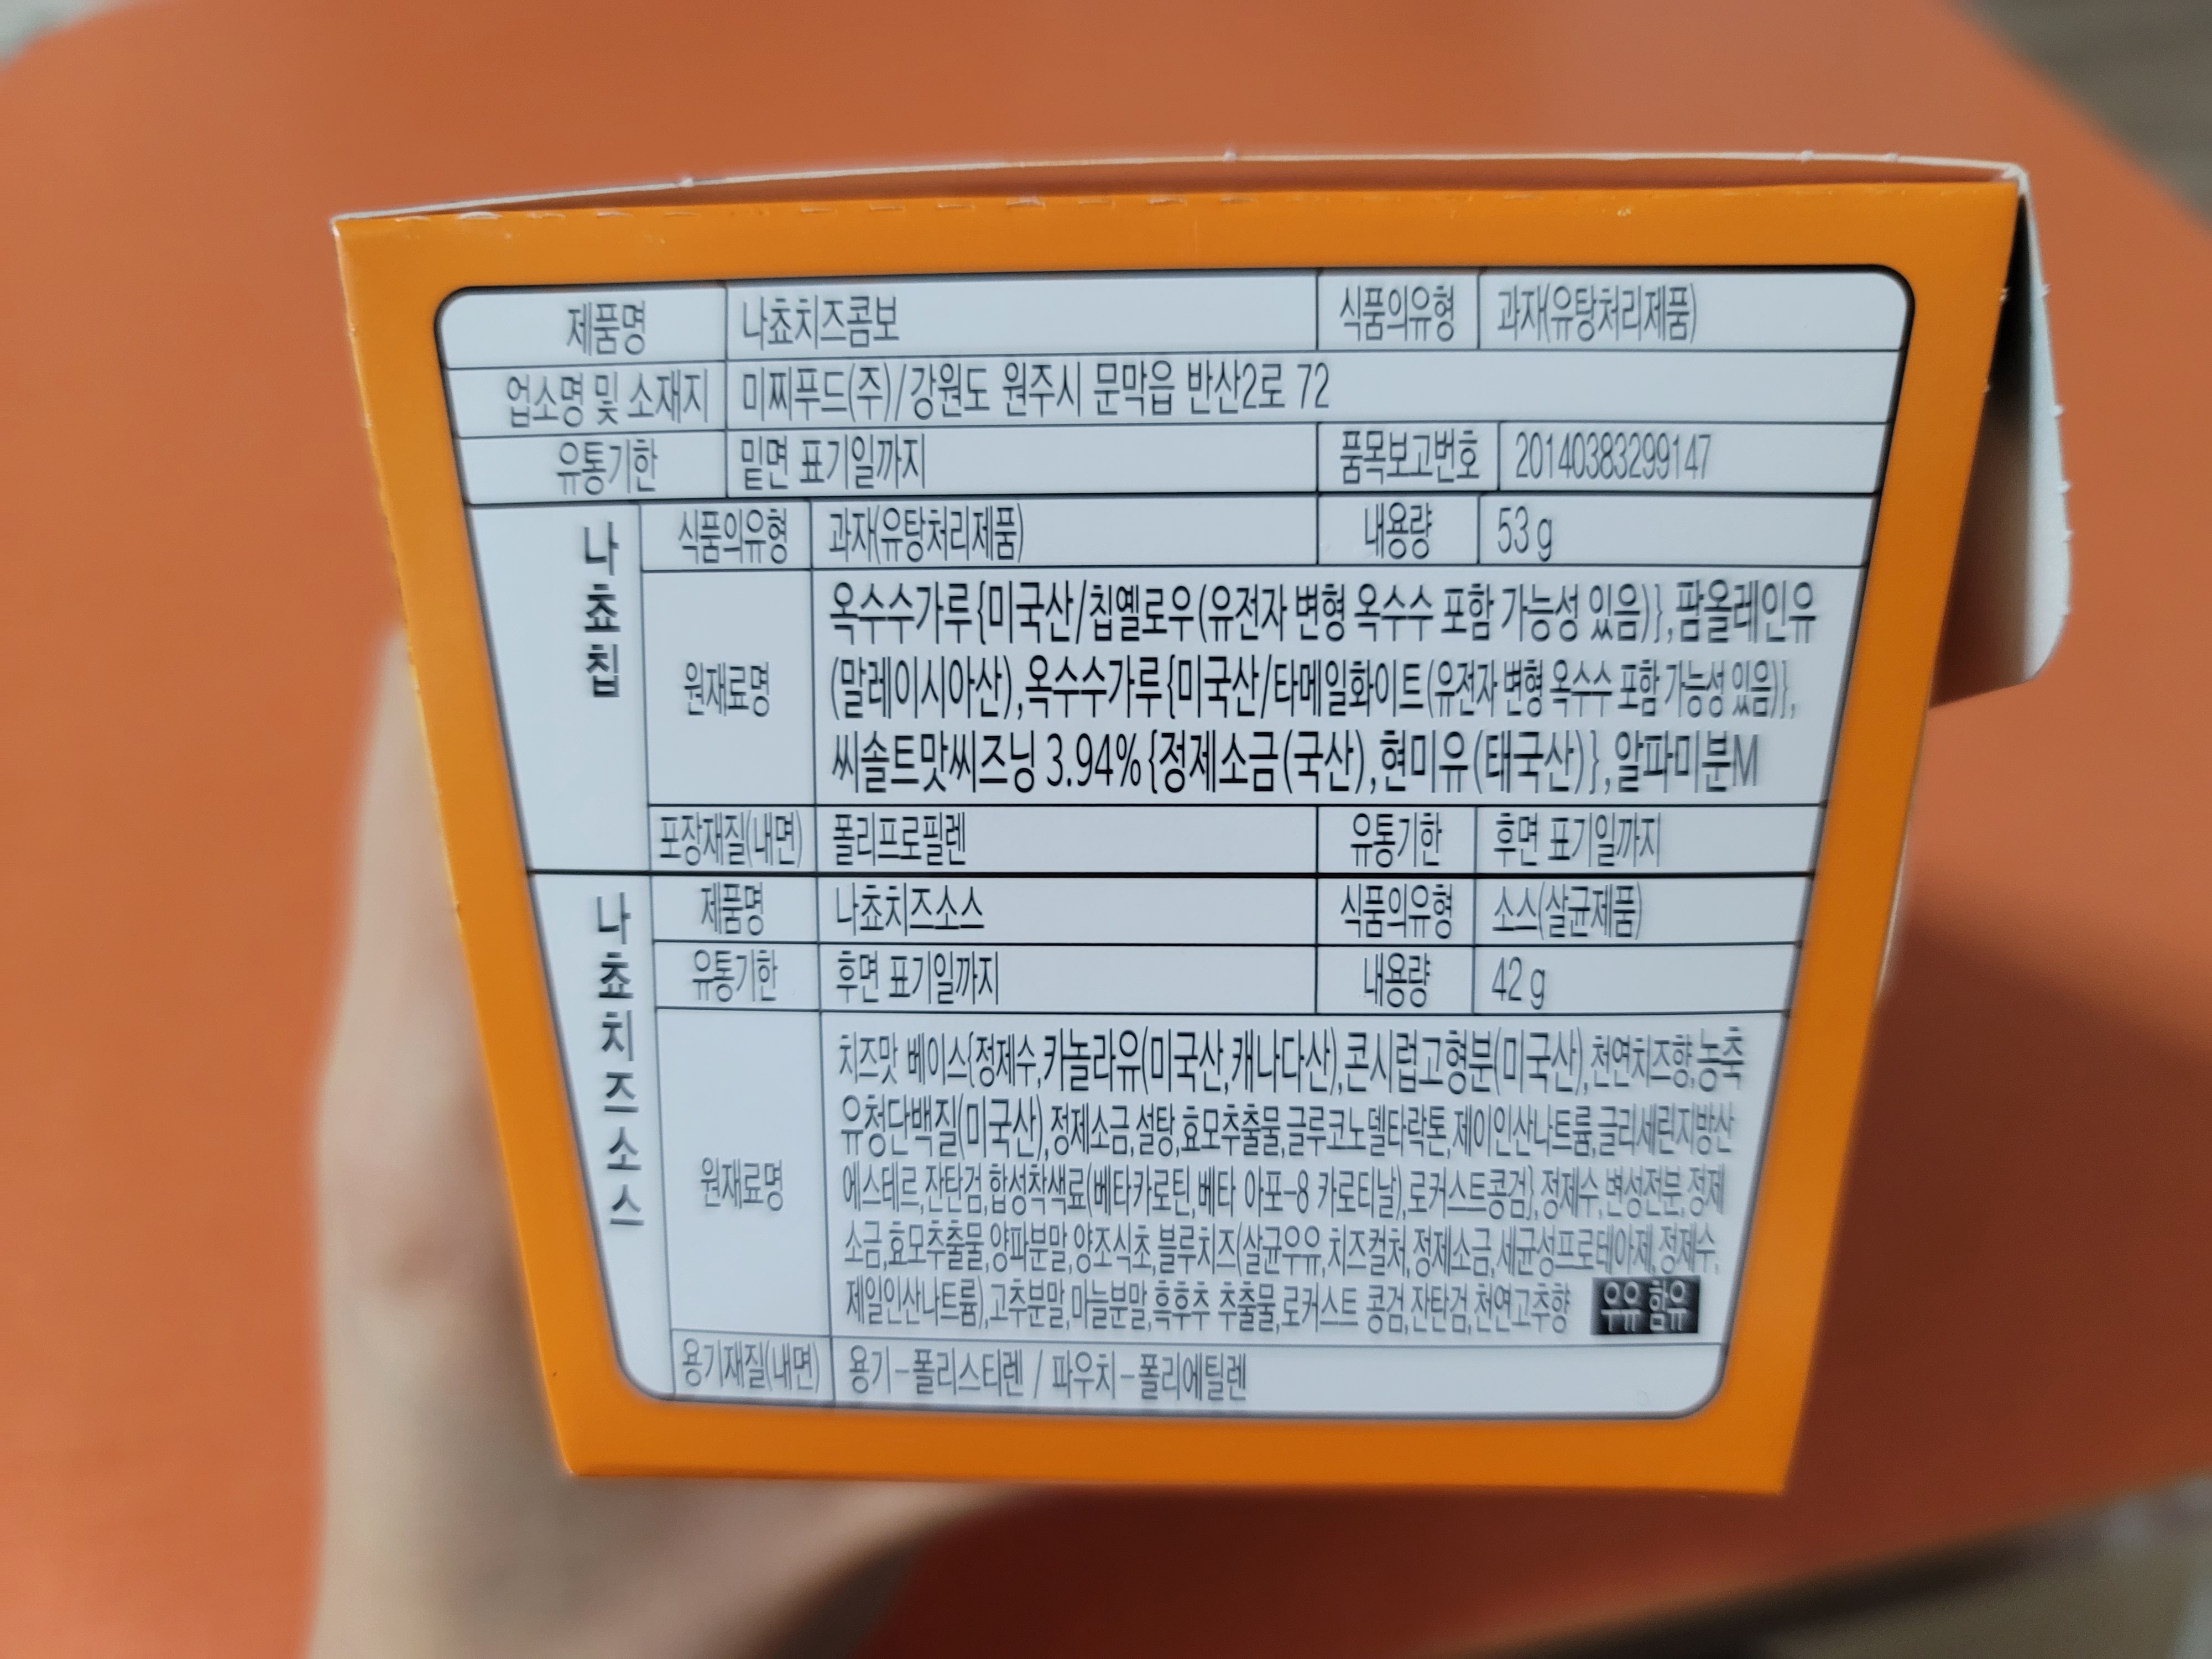 제품명 나쵸치즈콤보 식품의유형 과자(유탕처리제품)
업소명 및 소재지 미찌푸드(주)/강원도 원주시 문막읍 반산2로 72
유통기한 밑면 표기일까지 품목보고번호 20140383299147
나쵸칩
식품의유형 과자(유탕처리제품) 내용량 53 g
원재료명
옥수수가루{미국산/칩옐로우(유전자 변형 옥수수 포함 가능성 있음)},팜올레인유
(말레이시아산),옥수수가루{미국산/타메일화이트(유전자 변형 옥수수 포함 가능성 있음)},
씨솔트맛씨즈닝 3.94%{정제소금(국산),현미유(태국산)},알파미분M
포장재질(내면) 폴리프로필렌 유통기한 후면 표기일까지
나쵸치즈소스
제품명 나쵸치즈소스 식품의유형 소스(살균제품)
유통기한 후면 표기일까지 내용량 42 g
원재료명
치즈맛 베이스{정제수,카놀라유(미국산,캐나다산),콘시럽고형분(미국산),천연치즈향,농축
유청단백질(미국산),정제소금,설탕,효모추출물,글루코노델타락톤,제이인산나트륨,글리세린지방산
에스테르,잔탄검,합성착색료(베타카로틴,베타 아포-8 카로티날),로커스트콩검},정제수,변성전분,정제
소금,효모추출물,양파분말,양조식초,블루치즈(살균우유,치즈컬쳐,정제소금,세균성프로테아제,정제수,
제일인산나트륨),고추분말,마늘분말,흑후추 추출물,로커스트 콩검,잔탄검,천연고추향 우유 함유
용기재질(내면) 용기-폴리스티렌 / 파우치-폴리에틸렌